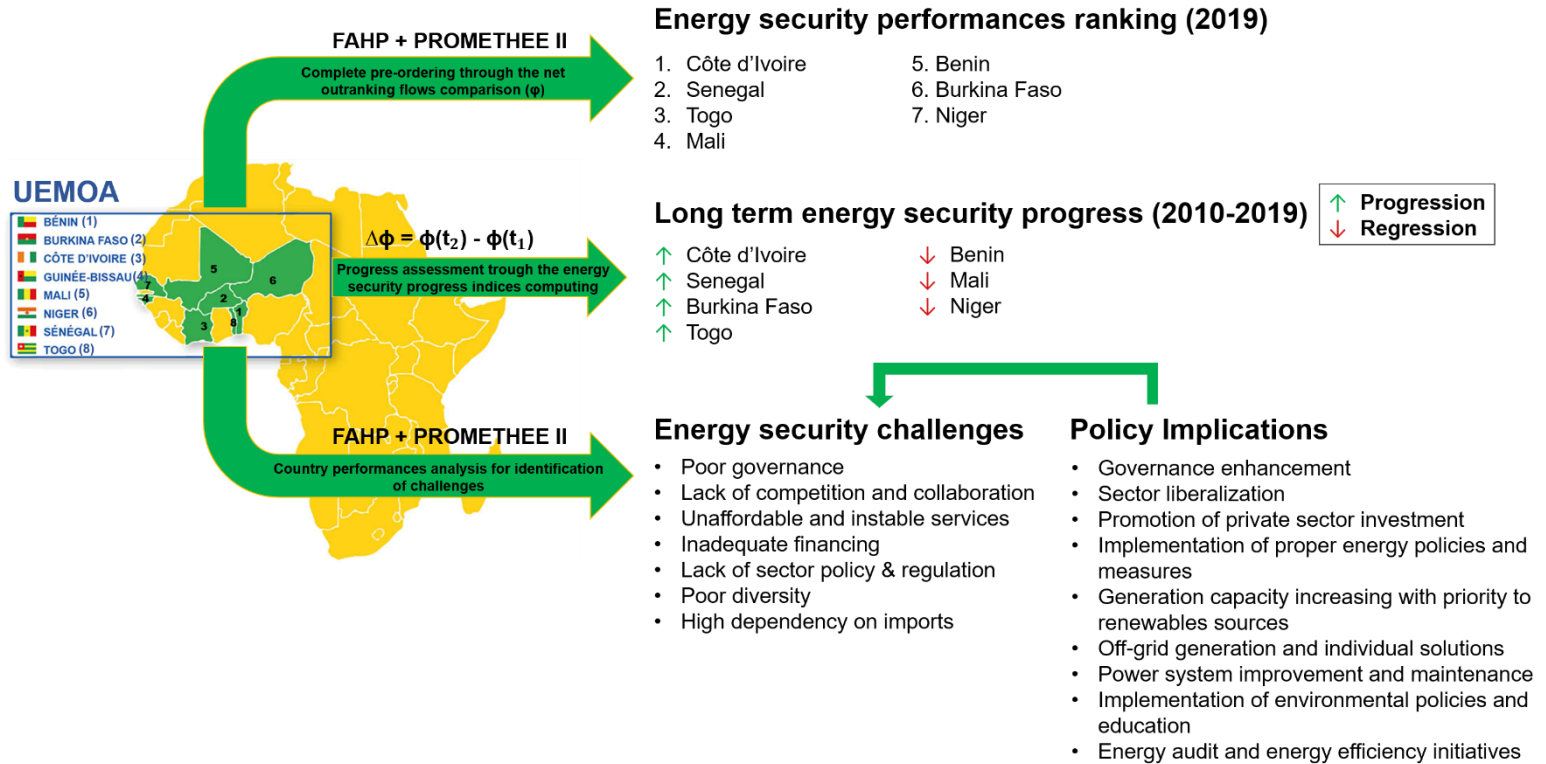 FAHP + PROMETHEE II
Complete pre-ordering through the net
outranking flows comparison (φ)
Energy security performances ranking (2019)
1. Côte d’Ivoire
2. Senegal
3. Togo
4. Mali
5. Benin
6. Burkina Faso
7. Niger
UEMOA
BÉNIN (1)
BURKINA FASO (2)
CÔTE D’IVOIRE (3)
GUINÉE-BISSAU(4)
MALI (5)
NIGER (6)
SÉNÉGAL (7)
TOGO (8)
5
6
7
4
2
3
8
1
Δϕ = ϕ(t₂) - ϕ(t₁)
Progress assessment trough the energy
security progress indices computing
Long term energy security progress (2010-2019)
↑ Progression
↓ Regression
↑ Côte d’Ivoire
↑ Senegal
↑ Burkina Faso
↑ Togo
↓ Benin
↓ Mali
↓ Niger
FAHP + PROMETHEE II
Country performances analysis for identification
of challenges
Energy security challenges
• Poor governance
• Lack of competition and collaboration
• Unaffordable and instable services
• Inadequate financing
• Lack of sector policy & regulation
• Poor diversity
• High dependency on imports
Policy Implications
• Governance enhancement
• Sector liberalization
• Promotion of private sector investment
• Implementation of proper energy policies and
measures
• Generation capacity increasing with priority to
renewables sources
• Off-grid generation and individual solutions
• Power system improvement and maintenance
• Implementation of environmental policies and
education
• Energy audit and energy efficiency initiatives